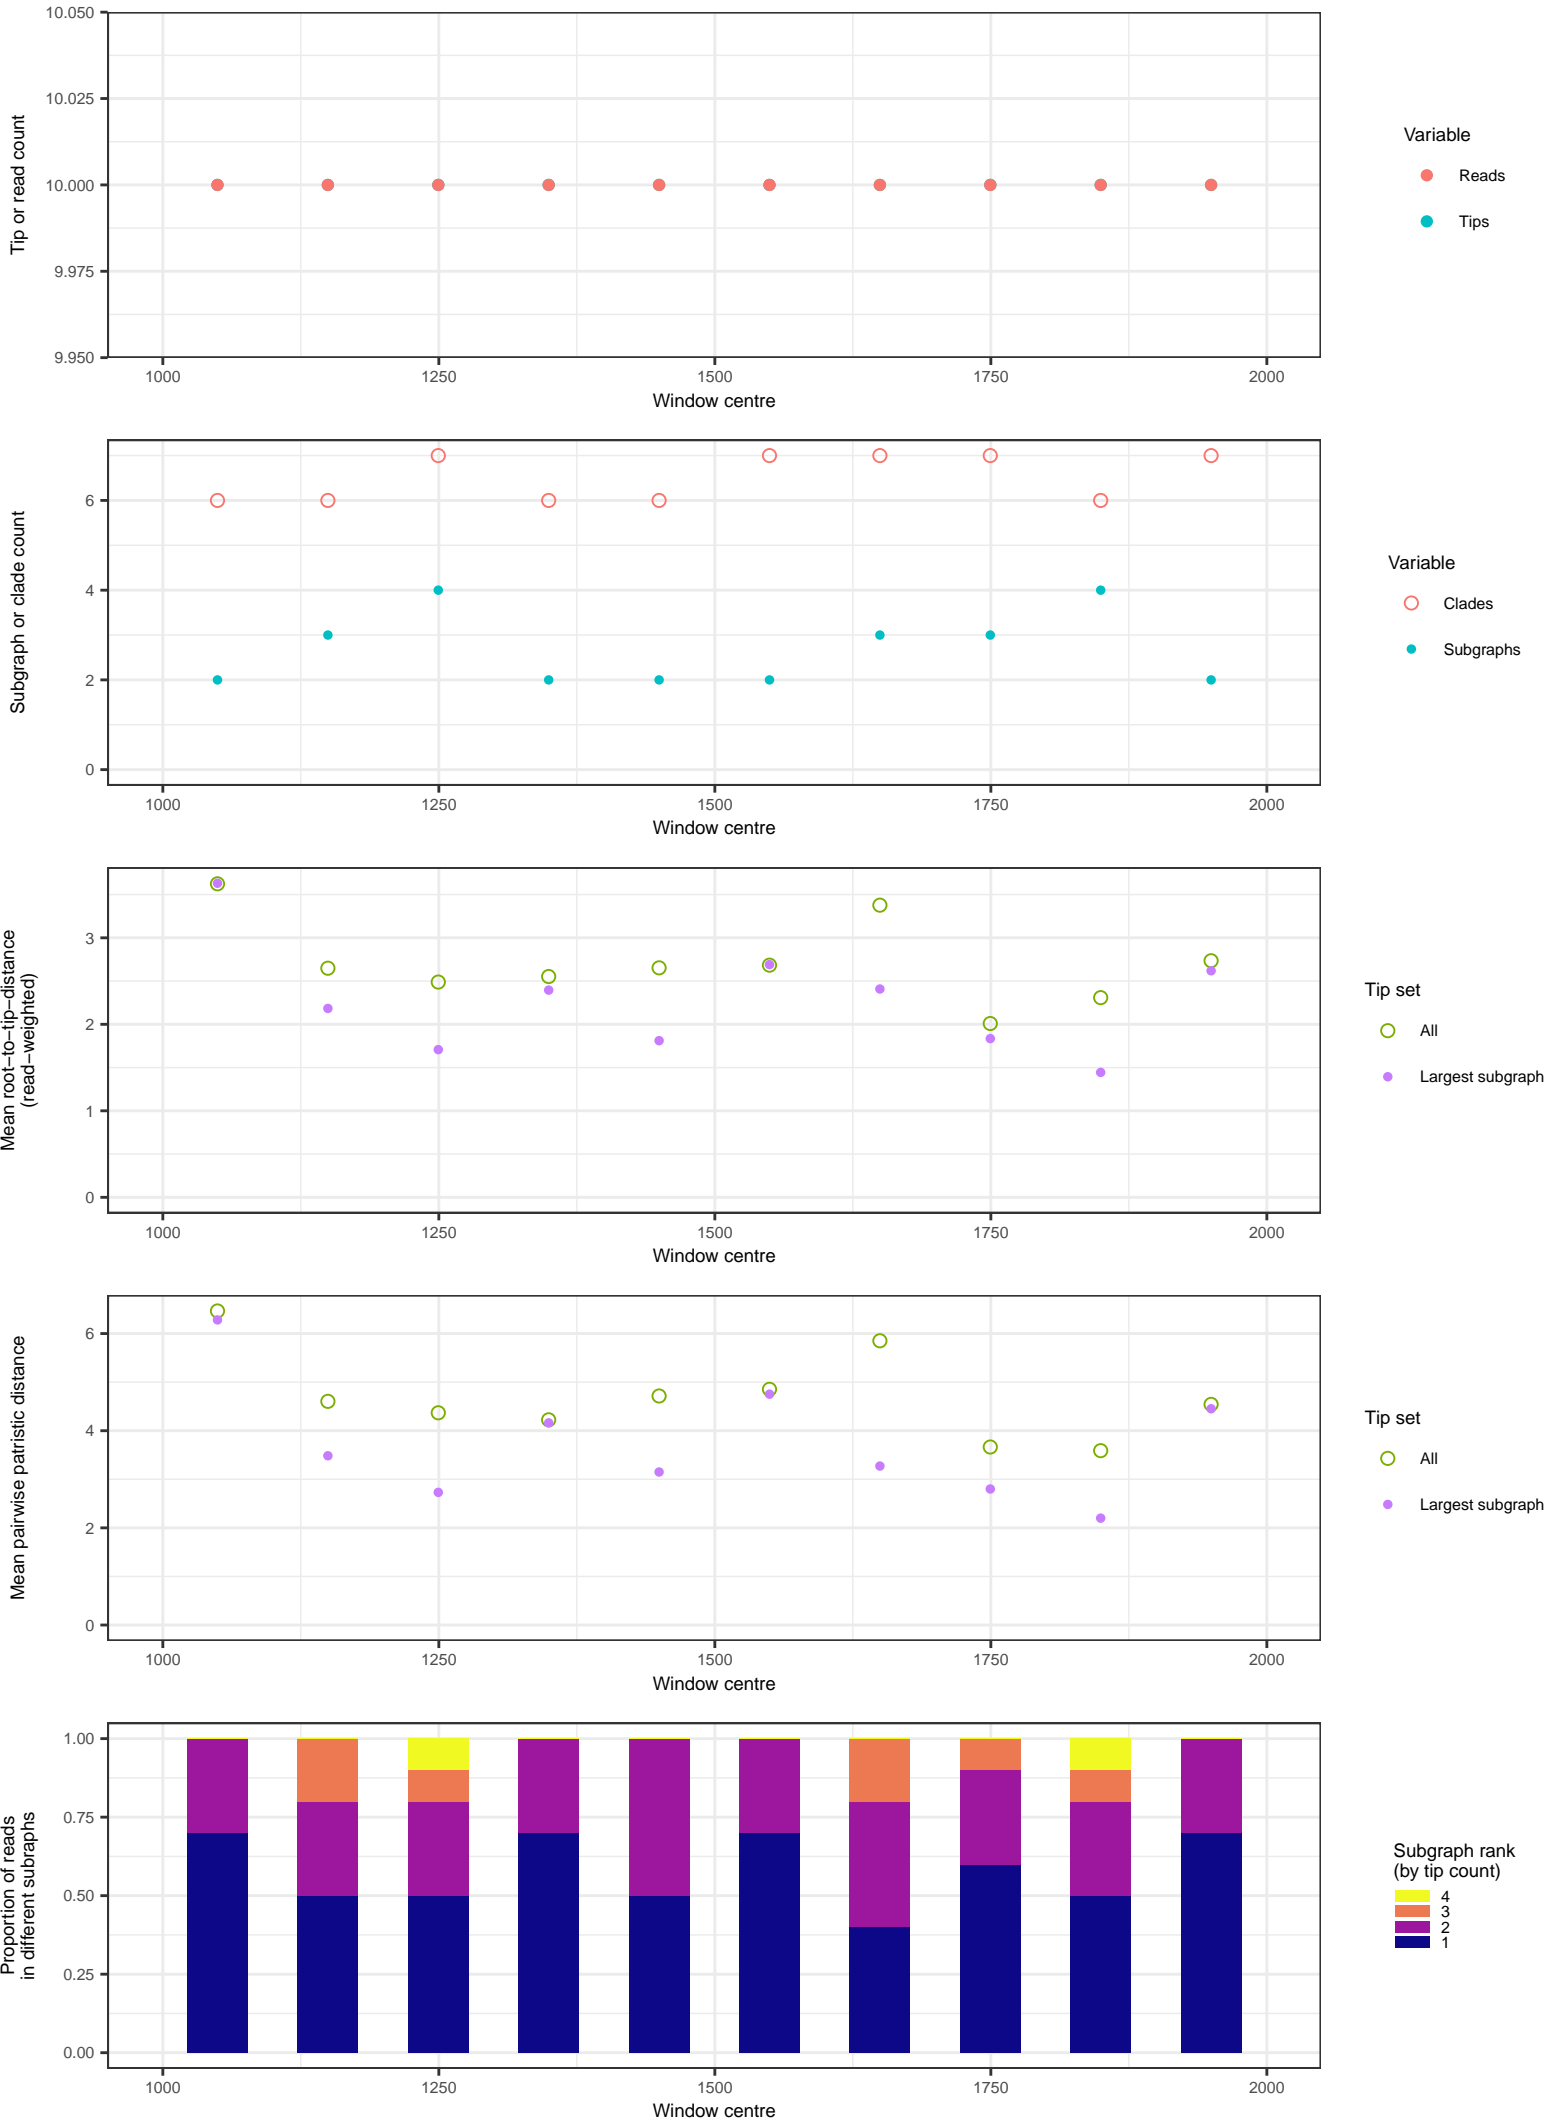 10.050
10.025
10.000
9.975
9.950
Tip or read count
1000 1250 1500 1750 2000
Window centre
Variable
Reads
Tips
6
4
2
0
Subgraph or clade count
1000 1250 1500 1750 2000
Window centre
Variable
Clades
Subgraphs
3
2
1
0
Mean root−to−tip−distance
(read−weighted)
1000 1250 1500 1750 2000
Window centre
Tip set
All
Largest subgraph
6
4
2
0
Mean pairwise patristic distance
1000 1250 1500 1750 2000
Window centre
Tip set
All
Largest subgraph
1.00
0.75
0.50
0.25
0.00
Proportion of reads
in different subraphs
1000 1250 1500 1750 2000
Window centre
Subgraph rank
(by tip count)
4
3
2
1